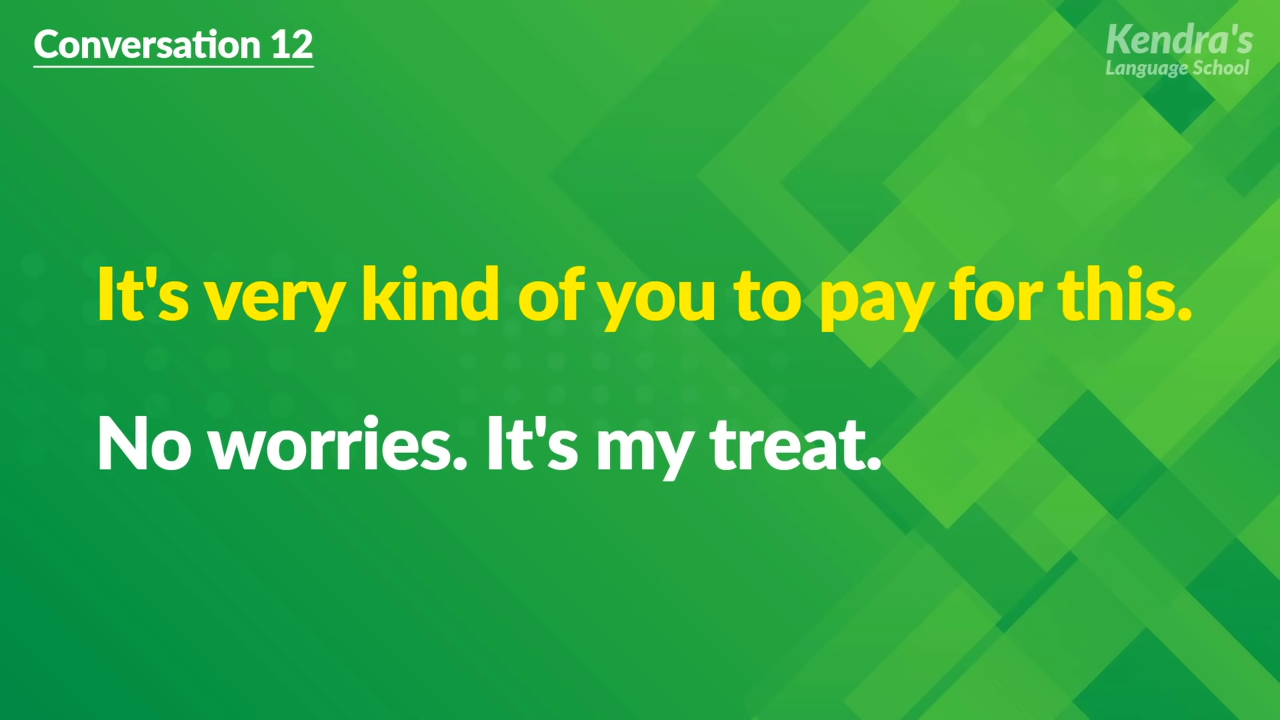 Conversation 12
Kendra's
Language School
It's very kind of you to pay for this.
No worries. It's my treat.